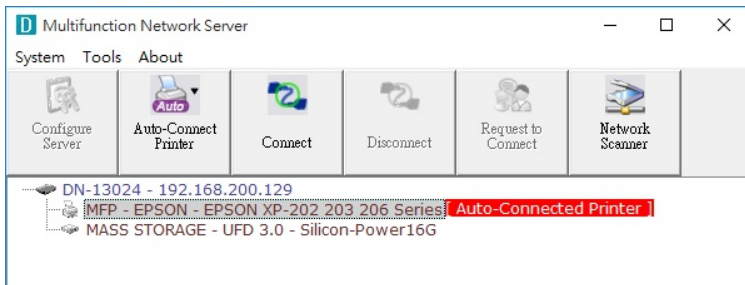 D Multifunction Network Server
System Tools About
Configure Server
Auto
Auto-Connect Printer
Connect
Disconnect
Request to Connect
Network Scanner
DN-13024 - 192.168.200.129
MFP - EPSON - EPSON XP-202 203 206 Series[ Auto-Connected Printer ]
MASS STORAGE - UFD 3.0 - Silicon-Power16G